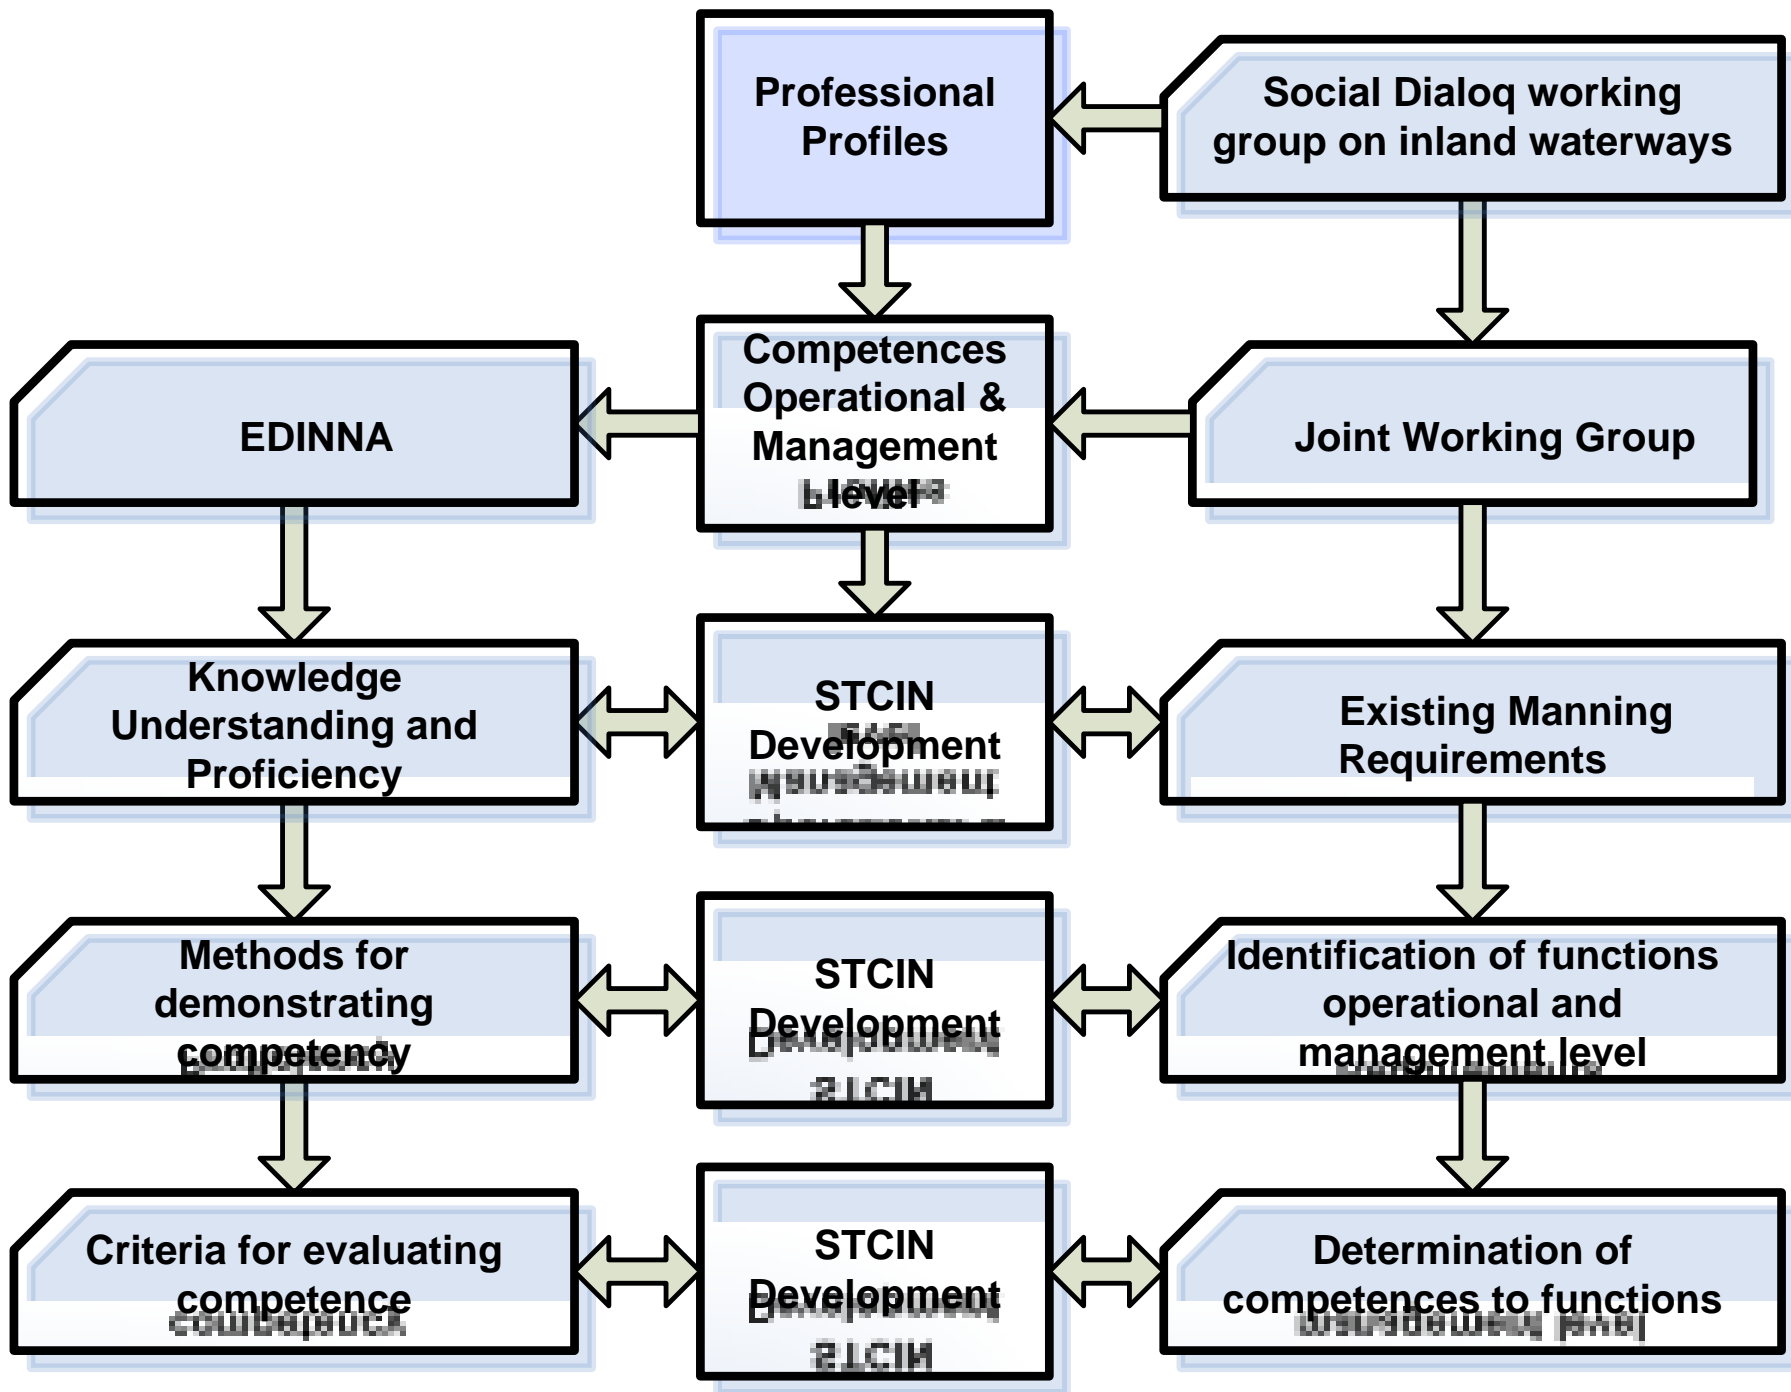 Professional
Profiles
Social Dialoq working
group on inland waterways
EDINNA
Competences
Operational &
Management
level
Joint Working Group
Knowledge
Understanding and
Proficiency
STCIN
Development
Existing Manning
Requirements
Methods for
demonstrating
competency
STCIN
Development
Identification of functions
operational and
management level
Criteria for evaluating
competence
STCIN
Development
Determination of
competences to functions